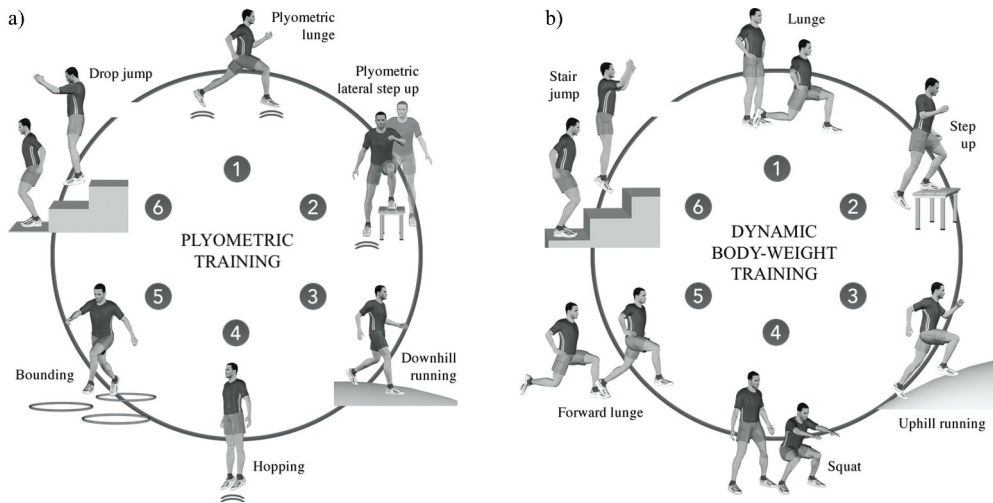 a)
Plyometric
lunge
Drop jump
Plyometric
lateral step up
1
2
6
PLYOMETRIC
TRAINING
5
3
4
Bounding
Downhill
running
Hopping
b)
Lunge
Stair
jump
Step
up
1
2
6
DYNAMIC
BODY-WEIGHT
TRAINING
5
3
4
Forward lunge
Uphill running
Squat